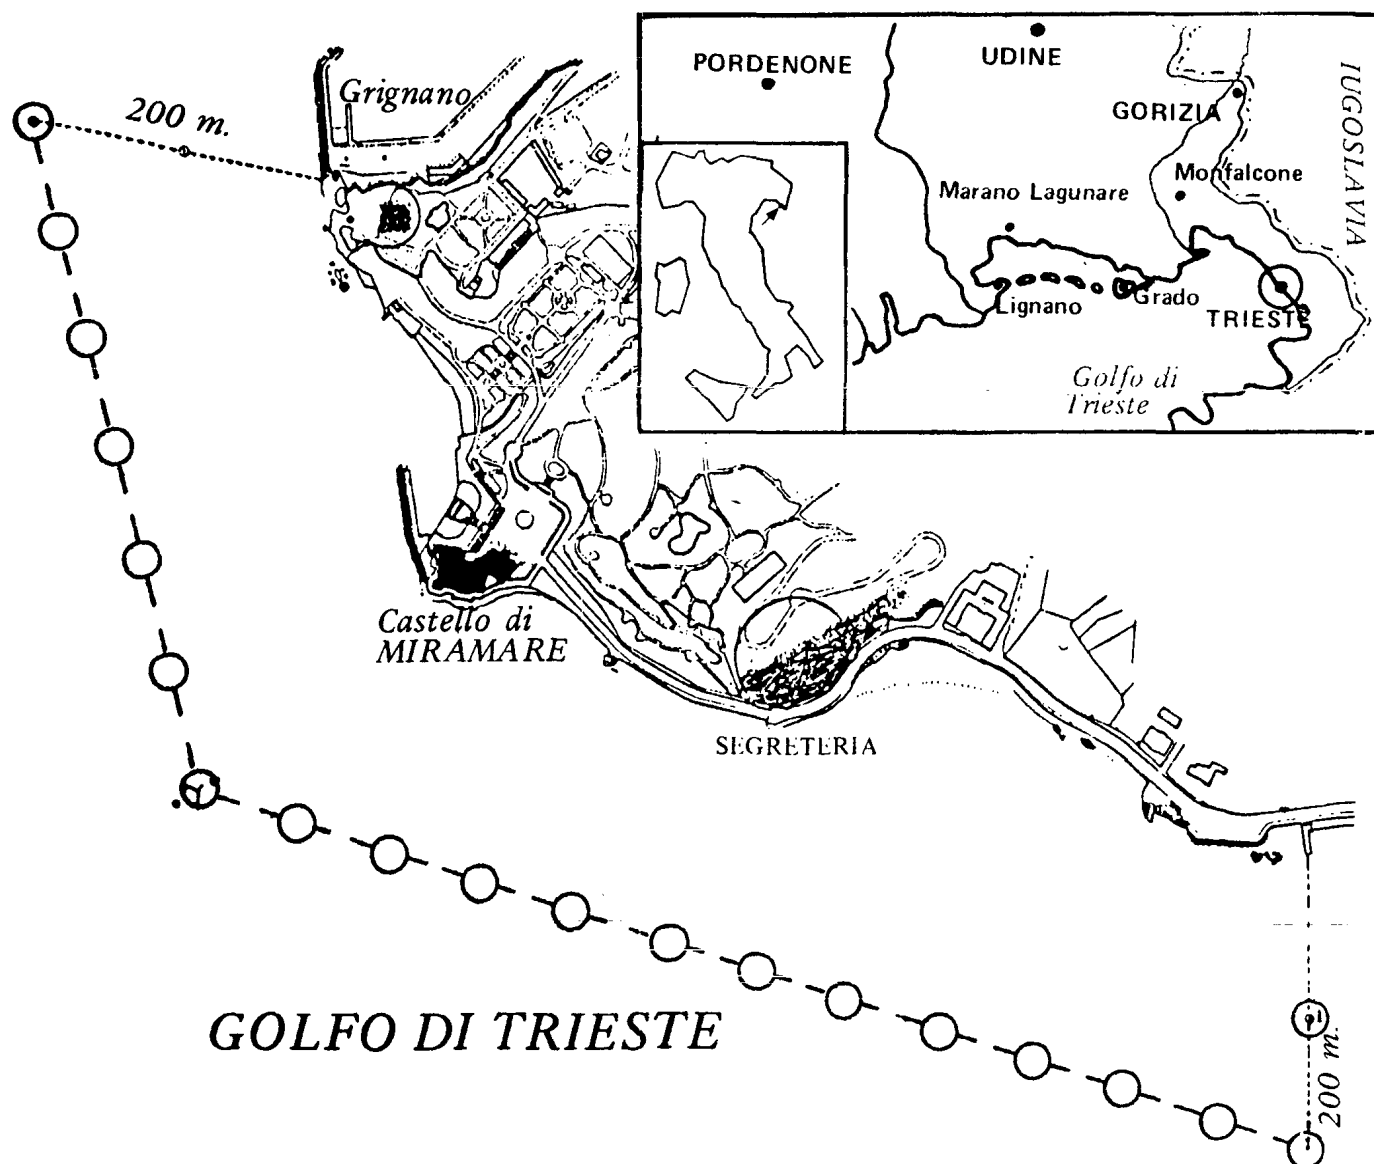 Grignano
200 m.
PORDENONE
UDINE
GORIZIA
IUGOSLAVIA
Monfalcone
Marano Lagunare
Lignano
Grado
TRIESTE
Golfo di
Trieste
Castello di
MIRAMARE
SEGRETERIA
GOLFO DI TRIESTE
200 m.